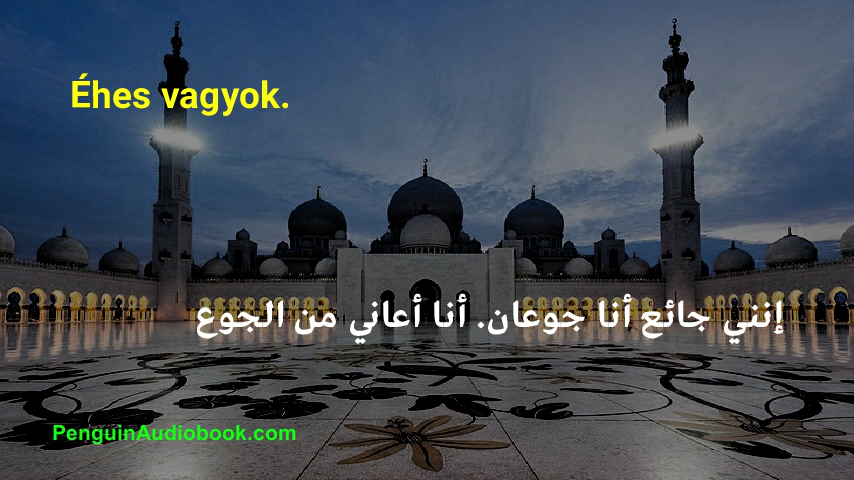 Éhes vagyok.
إنني جائع أنا جوعان. أنا أعاني من الجوع
PenguinAudiobook.com